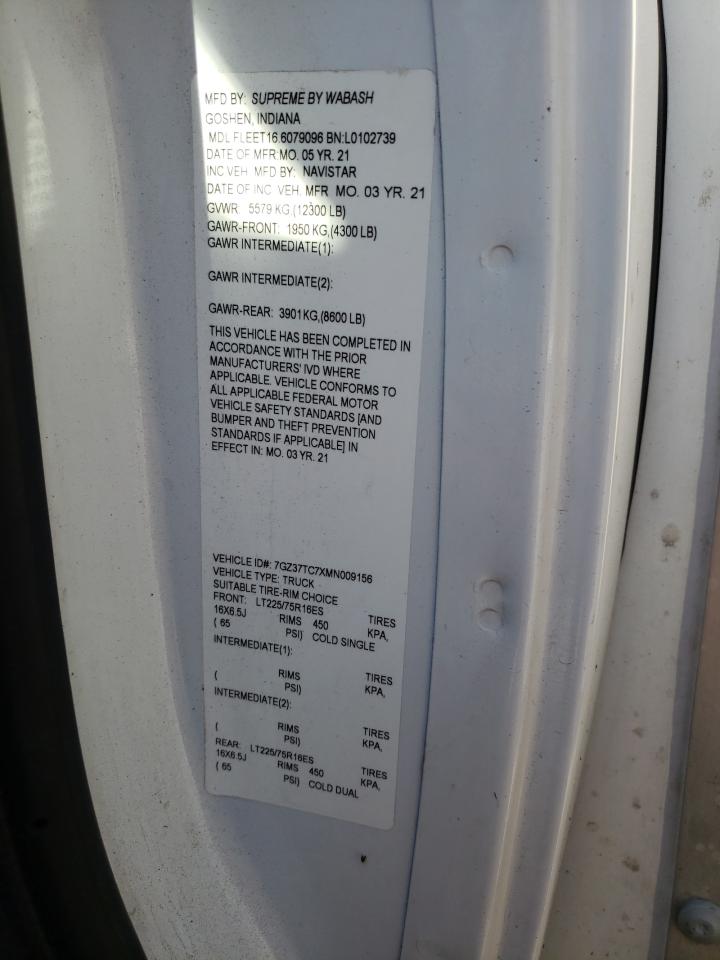 MFD BY: SUPREME BY WABASH
GOSHEN, INDIANA
MDL FLEET16 6079096 BN:L0102739
DATE OF MFR:MO. 05 YR. 21
INC VEH. MFD BY: NAVISTAR
DATE OF INC VEH. MFR MO. 03 YR. 21
GVWR: 5579 KG,(12300 LB)
GAWR-FRONT: 1950 KG,(4300 LB)
GAWR INTERMEDIATE(1):
GAWR INTERMEDIATE(2):
GAWR-REAR: 3901 KG,(8600 LB)
THIS VEHICLE HAS BEEN COMPLETED IN
ACCORDANCE WITH THE PRIOR
MANUFACTURERS' IVD WHERE
APPLICABLE. VEHICLE CONFORMS TO
ALL APPLICABLE FEDERAL MOTOR
VEHICLE SAFETY STANDARDS [AND
BUMPER AND THEFT PREVENTION
STANDARDS IF APPLICABLE] IN
EFFECT IN: MO. 03 YR. 21
VEHICLE ID#: 7GZ37TC7XMN009156
VEHICLE TYPE: TRUCK
SUITABLE TIRE-RIM CHOICE
FRONT: LT225/75R16ES TIRES
16X6.5J RIMS 450 KPA,
( 65 PSI) COLD SINGLE
INTERMEDIATE(1):
TIRES
( RIMS KPA,
PSI)
INTERMEDIATE(2):
TIRES
( RIMS KPA,
PSI)
REAR: LT225/75R16ES TIRES
16X6.5J RIMS 450 KPA,
( 65 PSI) COLD DUAL